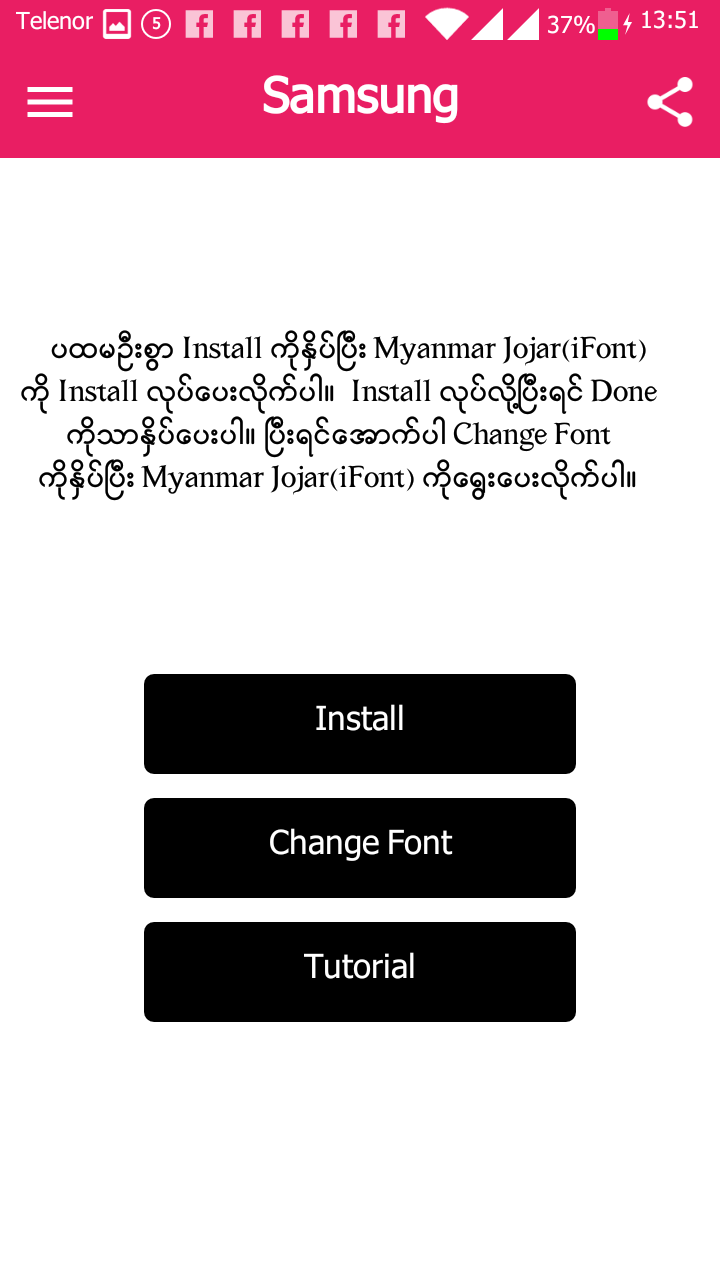 Telenor 5 37% 13:51
Samsung
ပထမဦးစွာ Install ကိုနှိပ်ပြီး Myanmar Jojar(iFont)
ကို Install လုပ်ပေးလိုက်ပါ။ Install လုပ်လို့ပြီးရင် Done
ကိုသာနှိပ်ပေးပါ။ ပြီးရင်အောက်ပါ Change Font
ကိုနှိပ်ပြီး Myanmar Jojar(iFont) ကိုရွေးပေးလိုက်ပါ။
Install
Change Font
Tutorial